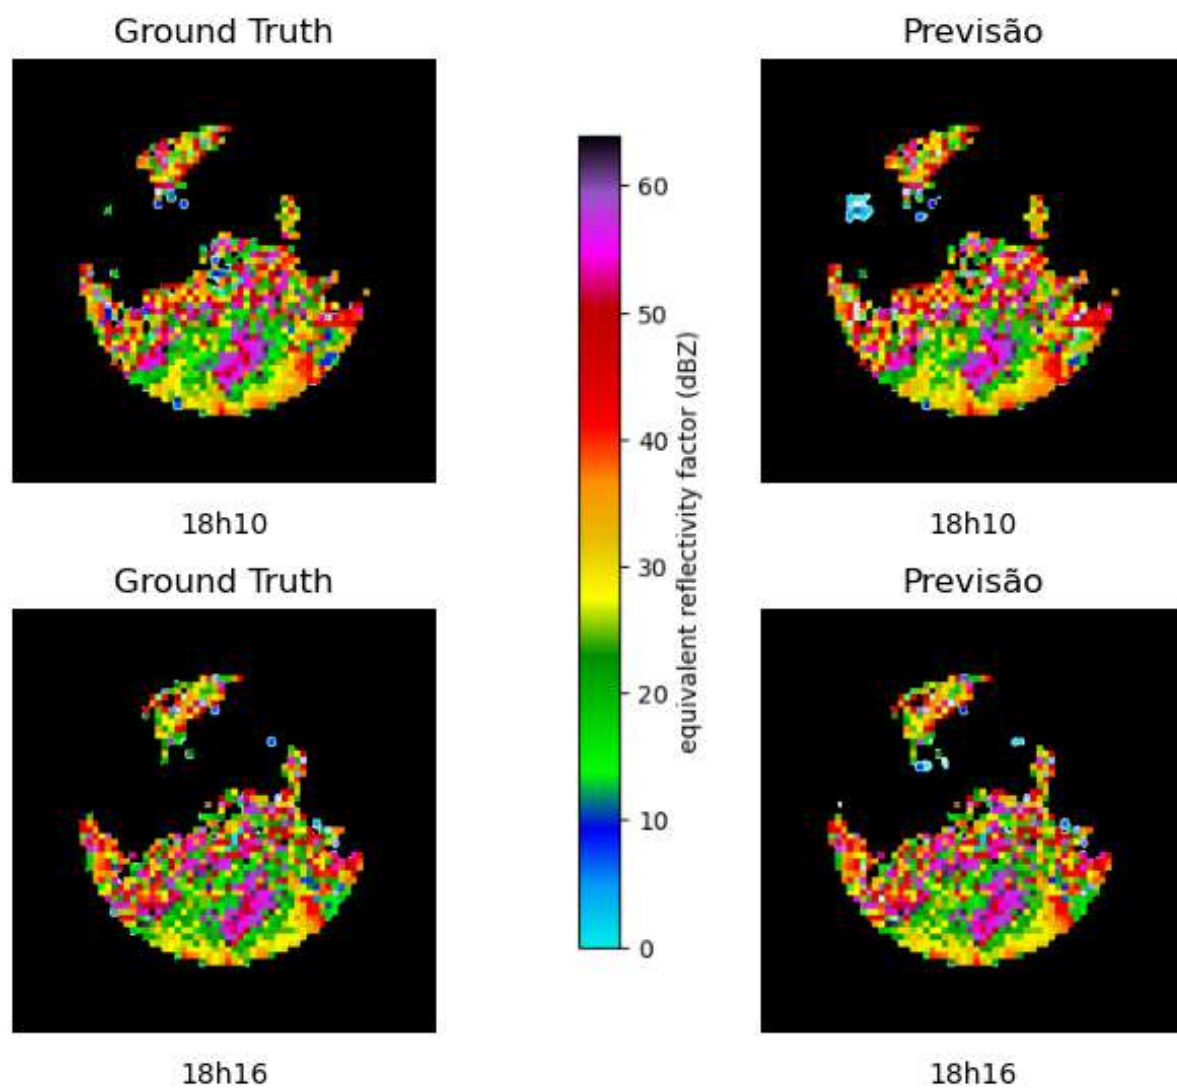 Ground Truth
Previsão
18h10
18h10
60
50
40
30
20
10
0
equivalent reflectivity factor (dBZ)
Ground Truth
Previsão
18h16
18h16